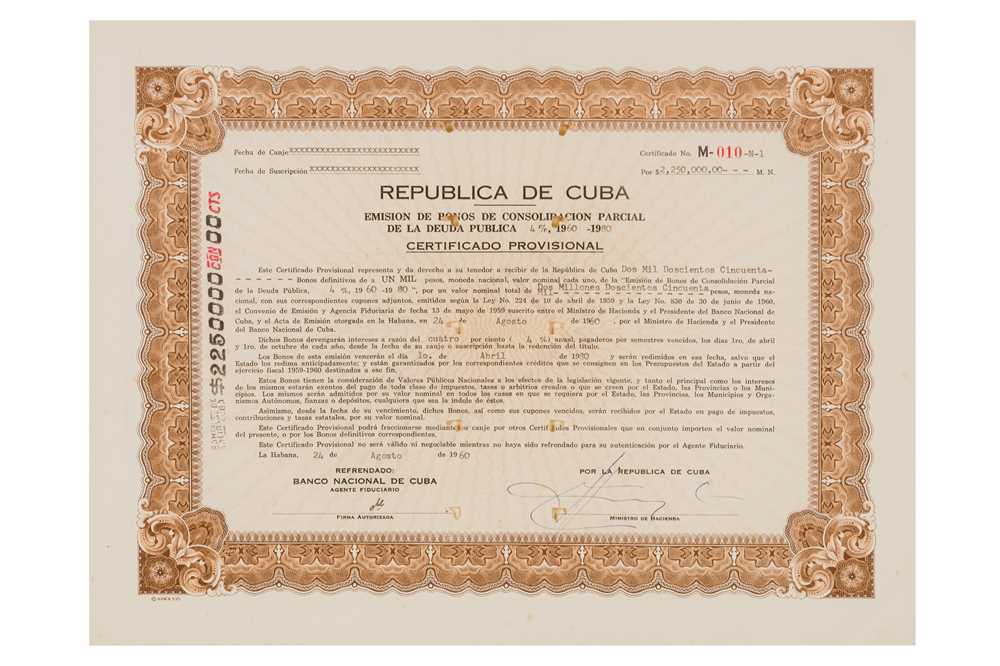 Fecha de Canje xxxxxxxxxxxxxxxxxxxxxxxxxx
Certificado No. M-010-N-1
Fecha de Suscripción xxxxxxxxxxxxxxxxxxxxxx
Por $2,250,000.00- - - M. N.
REPUBLICA DE CUBA
EMISION DE BONOS DE CONSOLIDACION PARCIAL
DE LA DEUDA PUBLICA 4 %, 1960 -1980
CERTIFICADO PROVISIONAL
Este Certificado Provisional representa y da derecho a su tenedor a recibir de la República de Cuba Dos Mil Doscientos Cincuenta-
- - - - - - - - - - Bonos definitivos de a UN MIL pesos, moneda nacional, valor nominal cada uno, de la "Emisión de Bonos de Consolidación Parcial
de la Deuda Pública, 4 %, 1960 -1980 ", por un valor nominal total de Dos Millones Doscientos Cincuenta
Mil- - - - - - - - - - - - - - - - - pesos, moneda na-
cional, con sus correspondientes cupones adjuntos, emitidos según la Ley No. 224 de 10 de abril de 1959 y la Ley No. 830 de 30 de junio de 1960,
el Convenio de Emisión y Agencia Fiduciaria de fecha 13 de mayo de 1959 suscrito entre el Ministro de Hacienda y el Presidente del Banco Nacional de
Cuba, y el Acta de Emisión otorgada en la Habana, en 24 de Agosto de 1960 , por el Ministro de Hacienda y el Presidente
del Banco Nacional de Cuba.
Dichos Bonos devengarán intereses a razón del cuatro por ciento ( 4 %) anual, pagaderos por semestres vencidos, los días 1ro, de abril
y 1ro, de octubre de cada año, desde la fecha de su canje o suscripción hasta la redención del título.
Los Bonos de esta emisión vencerán el día 1o. de Abril de 1980 y serán redimidos en esa fecha, salvo que el
Estado los redima anticipadamente; y están garantizados por los correspondientes créditos que se consignen en los Presupuestos del Estado a partir del
ejercicio fiscal 1959-1960 destinados a ese fin.
Estos Bonos tienen la consideración de Valores Públicos Nacionales a los efectos de la legislación vigente, y tanto el principal como los intereses
de los mismos estarán exentos del pago de toda clase de impuestos, tasas o arbitrios creados o que se creen por el Estado, las Provincias o los Muni-
cipios. Los mismos serán admitidos por su valor nominal en todos los casos en que se requiera por el Estado, las Provincias, los Municipios y Orga-
nismos Autónomos, fianzas o depósitos, cualquiera que sea la índole de éstos.
Asimismo, desde la fecha de su vencimiento, dichos Bonos, así como sus cupones vencidos, serán recibidos por el Estado en pago de impuestos,
contribuciones y tasas estatales, por su valor nominal.
Este Certificado Provisional podrá fraccionarse mediante su canje por otros Certificados Provisionales que en conjunto importen el valor nominal
del presente, o por los Bonos definitivos correspondientes.
Este Certificado Provisional no será válido ni negociable mientras no haya sido refrendado para su autenticación por el Agente Fiduciario.
La Habana, 24 de Agosto de 1960
REFRENDADO:
BANCO NACIONAL DE CUBA
AGENTE FIDUCIARIO
FIRMA AUTORIZADA
POR LA REPUBLICA DE CUBA
MINISTRO DE HACIENDA
$2250000 CON 00 CTS